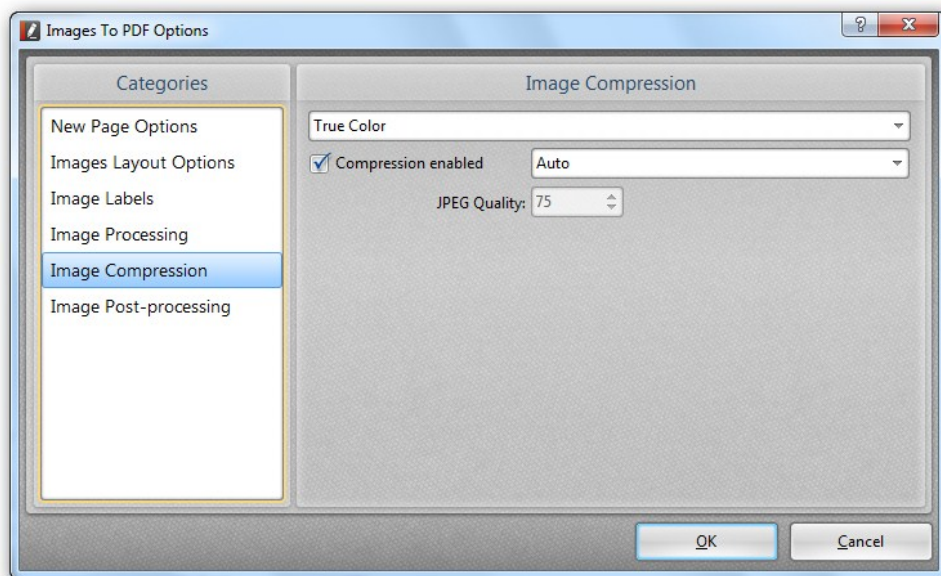 Images To PDF Options
Categories
New Page Options
Images Layout Options
Image Labels
Image Processing
Image Compression
Image Post-processing
Image Compression
True Color
Compression enabled Auto
JPEG Quality: 75
OK Cancel